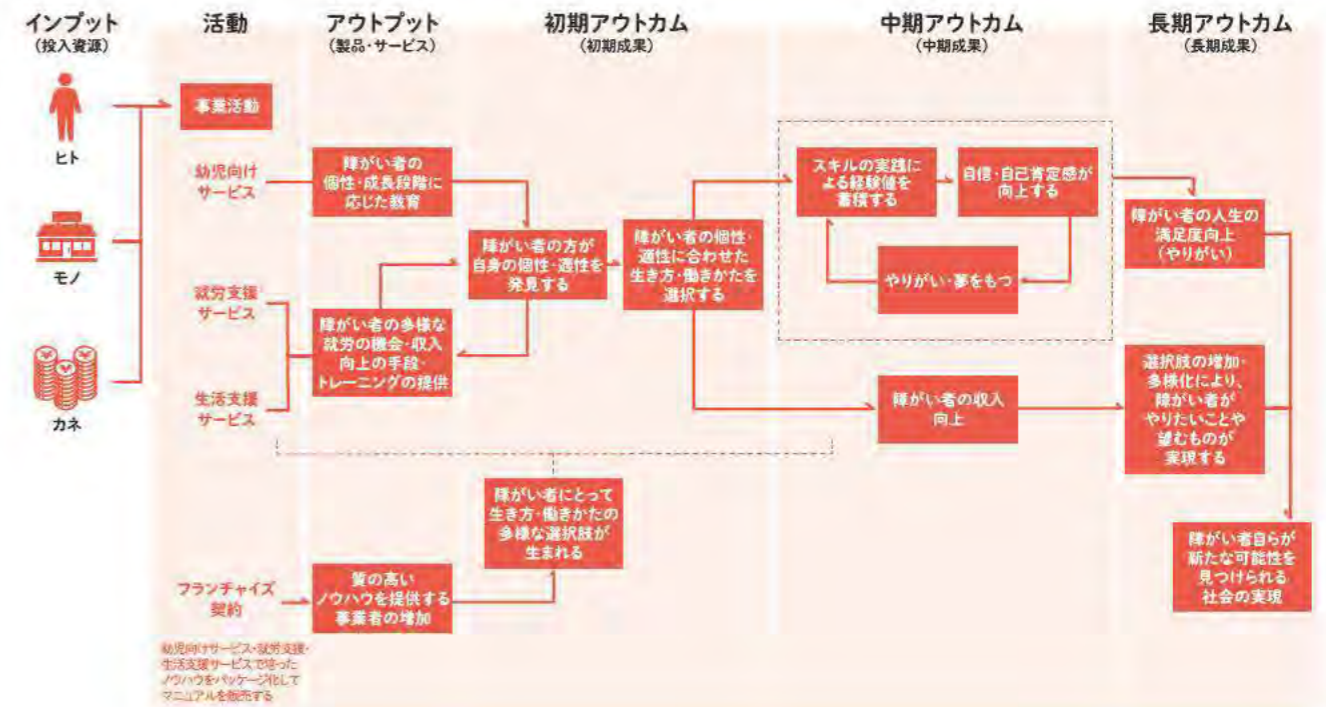 インプット
(投入資源)
ヒト
モノ
カネ
活動
事業活動
幼児向け
サービス
就労支援
サービス
生活支援
サービス
フランチャイズ
契約
幼児向けサービス・就労支援・
生活支援サービスで培った
ノウハウをパッケージ化して
マニュアルを販売する
アウトプット
(製品・サービス)
障がい者の
個性・成長段階に
応じた教育
障がい者の多様な
就労の機会・収入
向上の手段・
トレーニングの提供
質の高い
ノウハウを提供する
事業者の増加
初期アウトカム
(初期成果)
障がい者の方が
自身の個性・適性を
発見する
障がい者の個性・
適性に合わせた
生き方・働きかたを
選択する
障がい者にとって
生き方・働きかたの
多様な選択肢が
生まれる
中期アウトカム
(中期成果)
スキルの実践に
よる経験値を
蓄積する
自信・自己肯定感が
向上する
やりがい・夢をもつ
障がい者の収入
向上
長期アウトカム
(長期成果)
障がい者の人生の
満足度向上
(やりがい)
選択肢の増加・
多様化により、
障がい者が
やりたいことや
望むものが
実現する
障がい者自らが
新たな可能性を
見つけられる
社会の実現